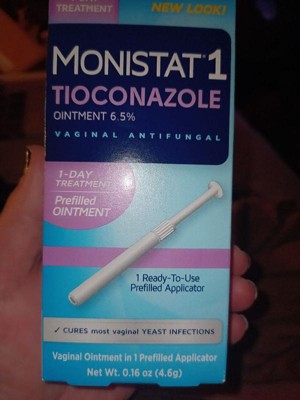 TREATMENT
NEW LOOK!
MONISTAT 1
TIOCONAZOLE
OINTMENT 6.5%
VAGINAL ANTIFUNGAL
1-DAY
TREATMENT
Prefilled
OINTMENT
1 Ready-To-Use
Prefilled Applicator
✓ CURES most vaginal YEAST INFECTIONS
Vaginal Ointment in 1 Prefilled Applicator
Net Wt. 0.16 oz (4.6g)